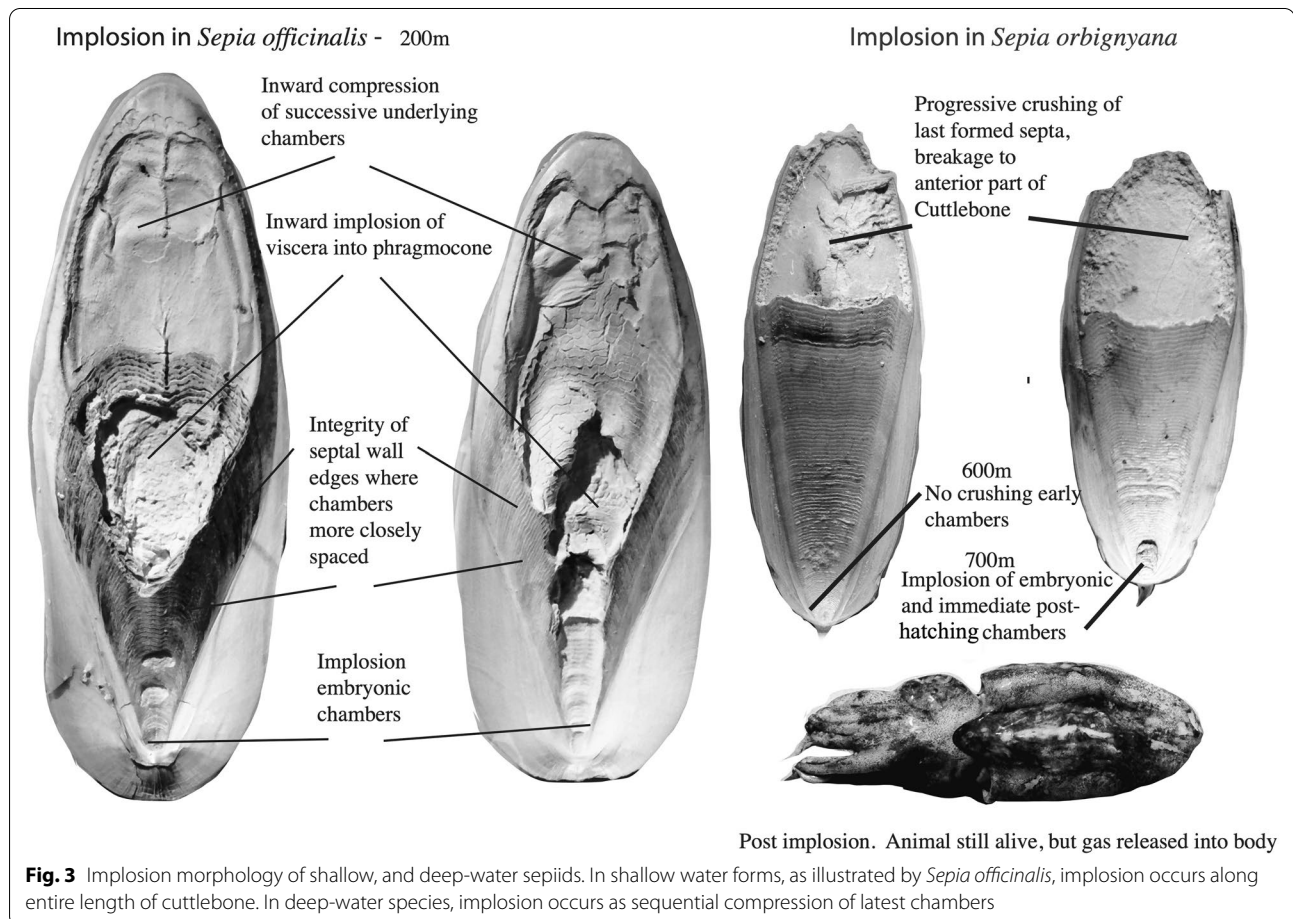 Implosion in Sepia officinalis - 200m
Implosion in Sepia orbignyana
Inward compression
of successive underlying
chambers
Inward implosion of
viscera into phragmocone
Integrity of
septal wall
edges where
chambers
more closely
spaced
Implosion
embryonic
chambers
Progressive crushing of
last formed septa,
breakage to
anterior part of
Cuttlebone
600m
No crushing early
chambers
700m
Implosion of embryonic
and immediate post-
hatching chambers
Post implosion. Animal still alive, but gas released into body
Fig. 3 Implosion morphology of shallow, and deep-water sepiids. In shallow water forms, as illustrated by Sepia officinalis, implosion occurs along
entire length of cuttlebone. In deep-water species, implosion occurs as sequential compression of latest chambers